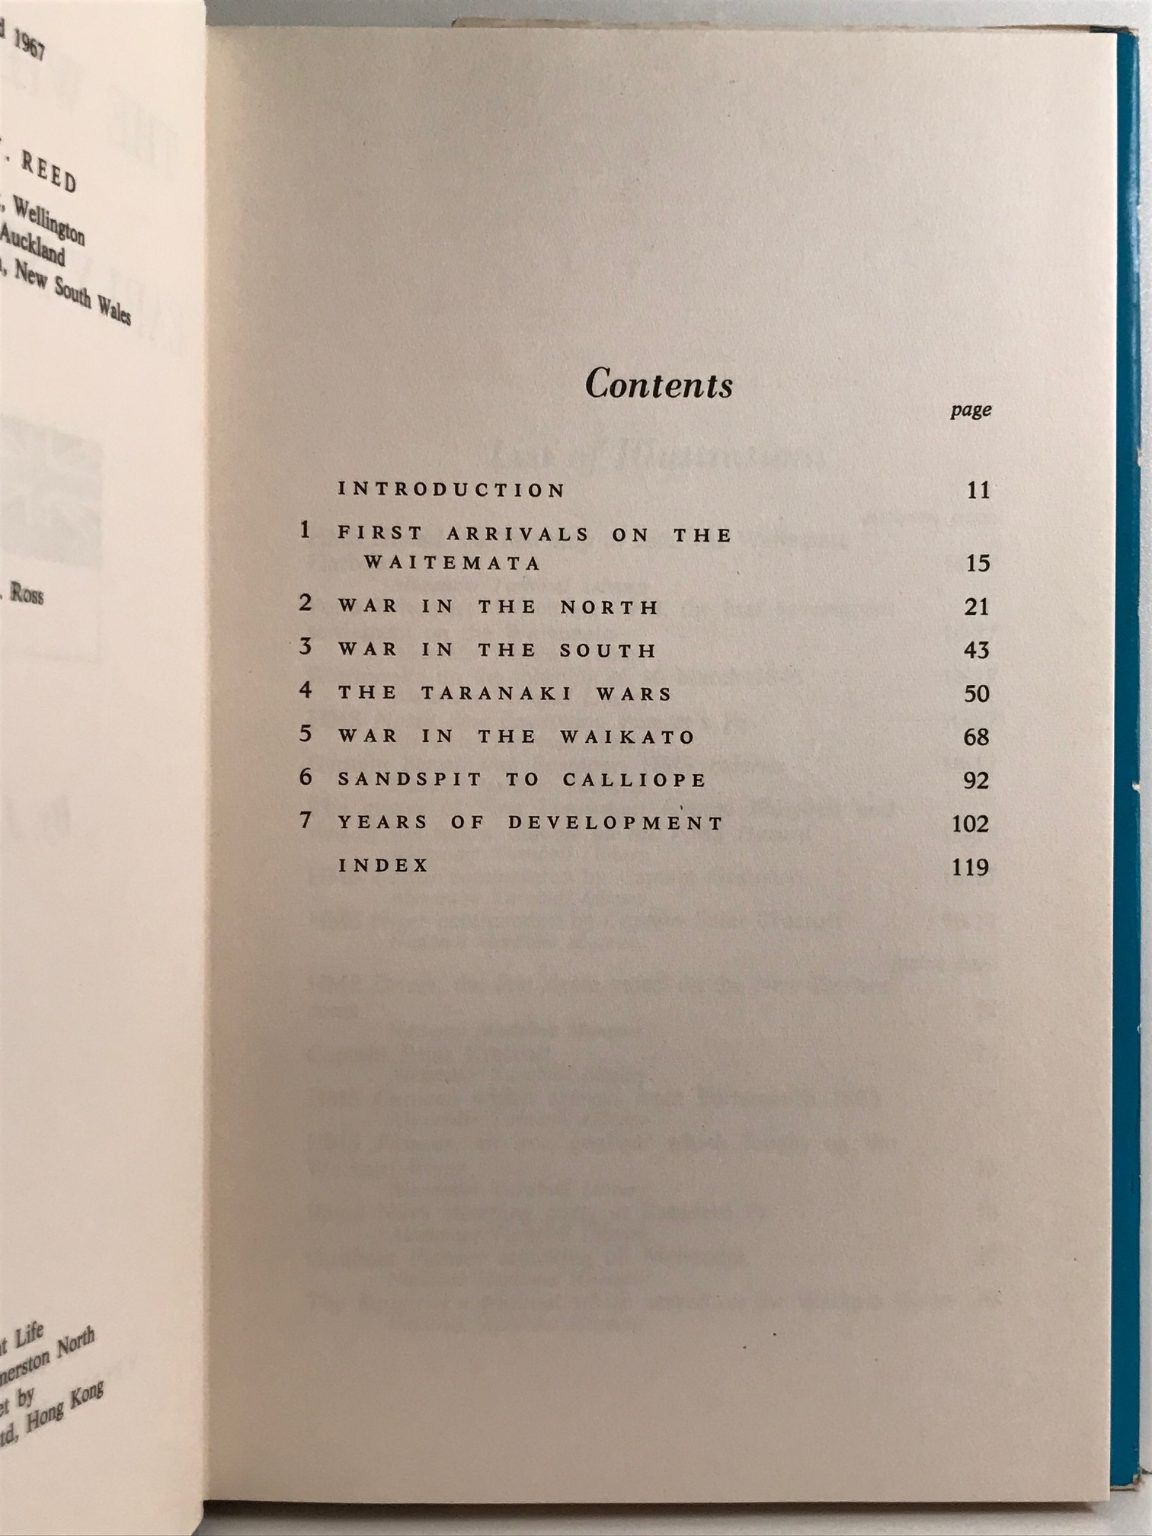 d 1967
. REED
, Wellington
Auckland
, New South Wales
. Ross
Life
North
by
Hong Kong
Contents
page
INTRODUCTION 11
1 FIRST ARRIVALS ON THE
WAITEMATA 15
2 WAR IN THE NORTH 21
3 WAR IN THE SOUTH 43
4 THE TARANAKI WARS 50
5 WAR IN THE WAIKATO 68
6 SANDSPIT TO CALLIOPE 92
7 YEARS OF DEVELOPMENT 102
INDEX 119
List of Illustrations